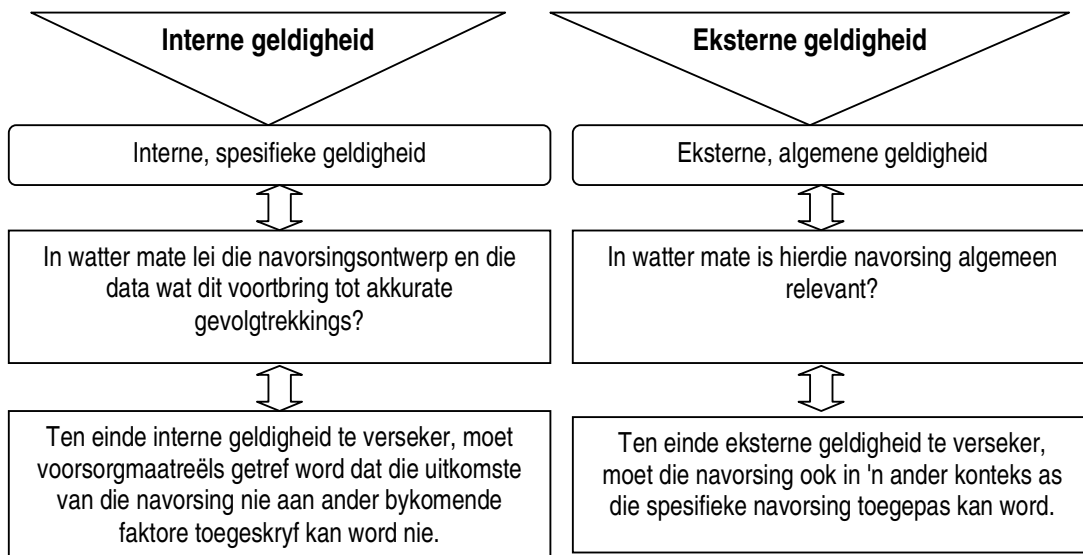 Interne geldigheid
Interne, spesifieke geldigheid
In watter mate lei die navorsingsontwerp en die
data wat dit voortbring tot akkurate
gevolgtrekkings?
Ten einde interne geldigheid te verseker, moet
voorsorgmaatreëls getref word dat die uitkomste
van die navorsing nie aan ander bykomende
faktore toegeskryf kan word nie.
Eksterne geldigheid
Eksterne, algemene geldigheid
In watter mate is hierdie navorsing algemeen
relevant?
Ten einde eksterne geldigheid te verseker,
moet die navorsing ook in 'n ander konteks as
die spesifieke navorsing toegepas kan word.